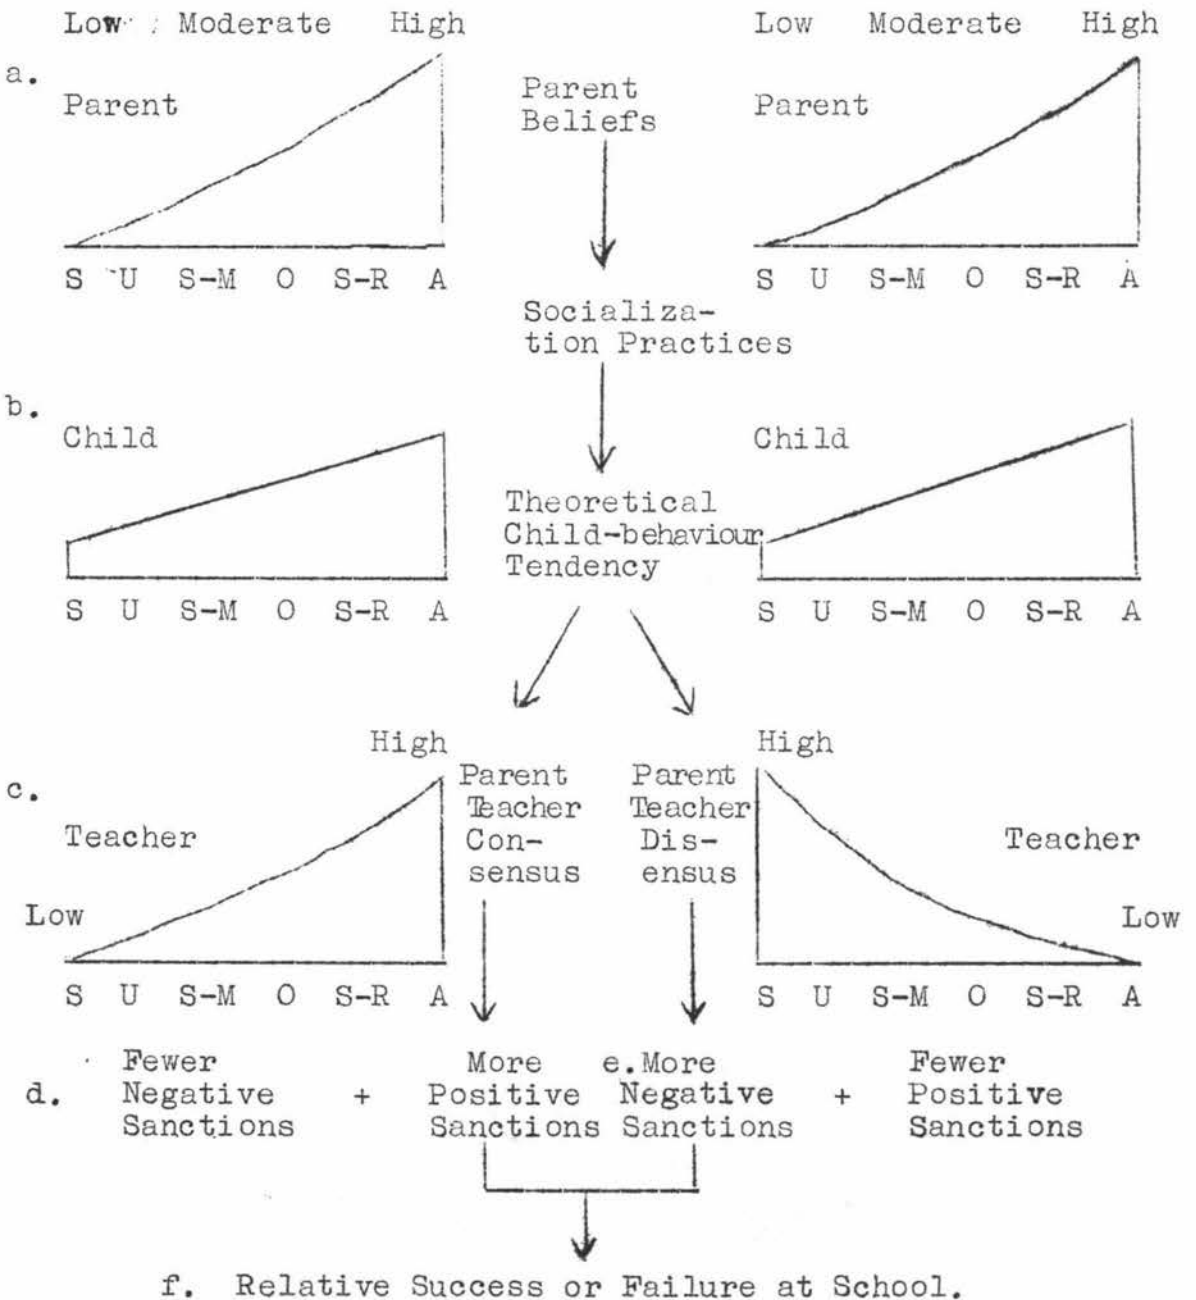 Low Moderate High
Low Moderate High
a.
Parent
Parent
Beliefs
Parent
S U S-M O S-R A
S U S-M O S-R A
Socializa-
tion Practices
b.
Child
Child
Theoretical
Child-behaviour
Tendency
S U S-M O S-R A
S U S-M O S-R A
High
High
c.
Teacher
Low
Parent
Teacher
Con-
sensus
Parent
Teacher
Dis-
ensus
Teacher
Low
S U S-M O S-R A
S U S-M O S-R A
d.
Fewer
Negative
Sanctions
+
More
Positive
Sanctions
e. More
Negative
Sanctions
+
Fewer
Positive
Sanctions
f. Relative Success or Failure at School.